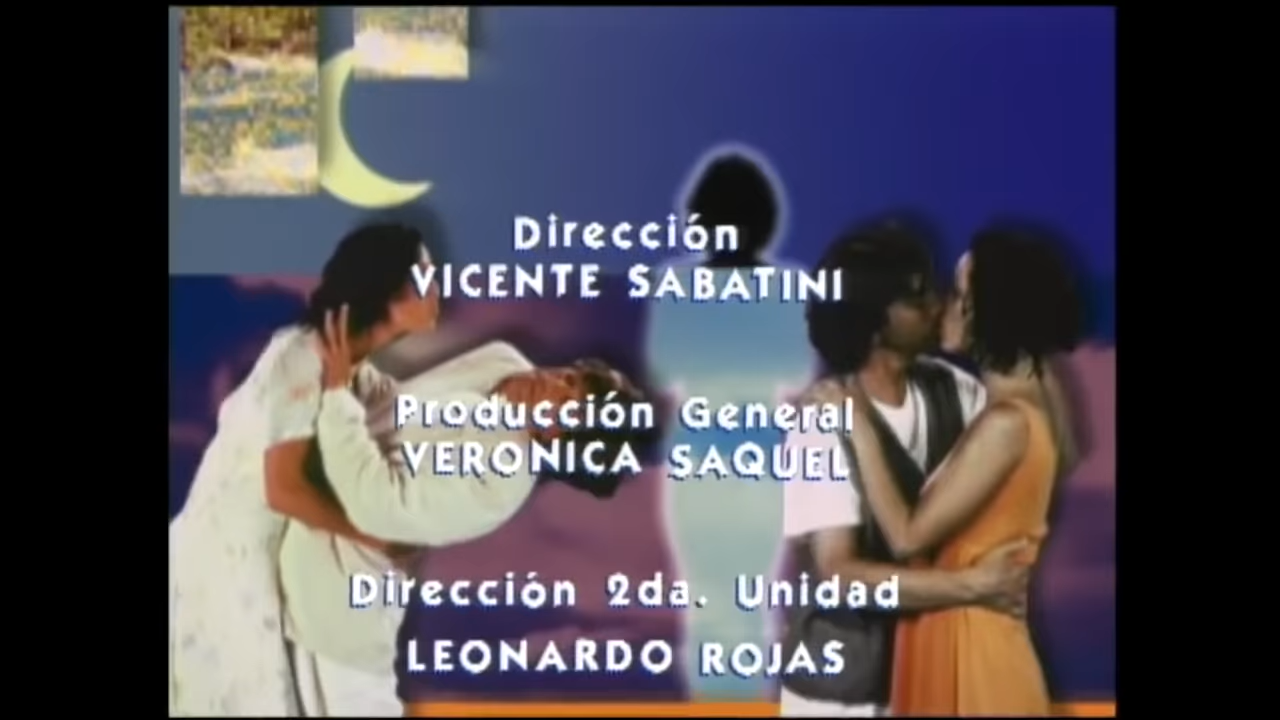 Dirección
VICENTE SABATINI
Producción General
VERONICA SAQUEL
Dirección 2da. Unidad
LEONARDO ROJAS